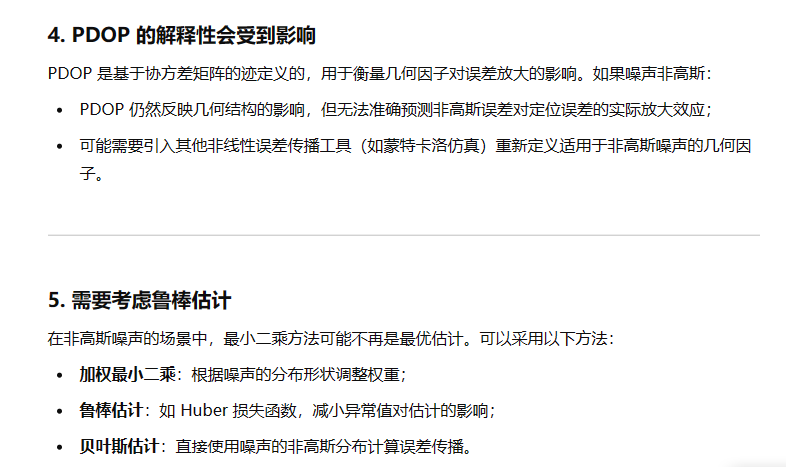 4. PDOP 的解释性会受到影响
PDOP 是基于协方差矩阵的迹定义的，用于衡量几何因子对误差放大的影响。如果噪声非高斯：
• PDOP 仍然反映几何结构的影响，但无法准确预测非高斯误差对定位误差的实际放大效应；
• 可能需要引入其他非线性误差传播工具（如蒙特卡洛仿真）重新定义适用于非高斯噪声的几何因
子。
5. 需要考虑鲁棒估计
在非高斯噪声的场景中，最小二乘方法可能不再是最优估计。可以采用以下方法：
• 加权最小二乘：根据噪声的分布形状调整权重；
• 鲁棒估计：如 Huber 损失函数，减小异常值对估计的影响；
• 贝叶斯估计：直接使用噪声的非高斯分布计算误差传播。